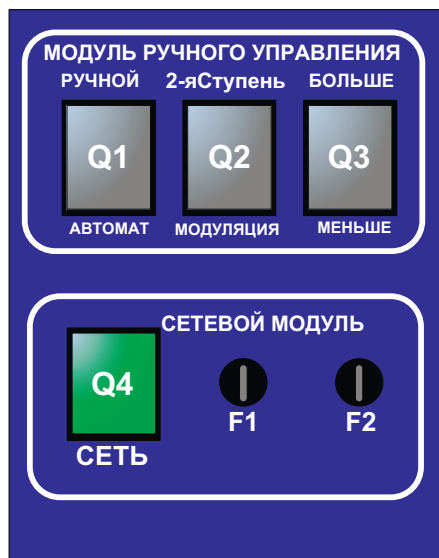 МОДУЛЬ РУЧНОГО УПРАВЛЕНИЯ
РУЧНОЙ 2-яСтупень БОЛЬШЕ
Q1 Q2 Q3
АВТОМАТ МОДУЛЯЦИЯ МЕНЬШЕ
СЕТЕВОЙ МОДУЛЬ
Q4
F1 F2
СЕТЬ